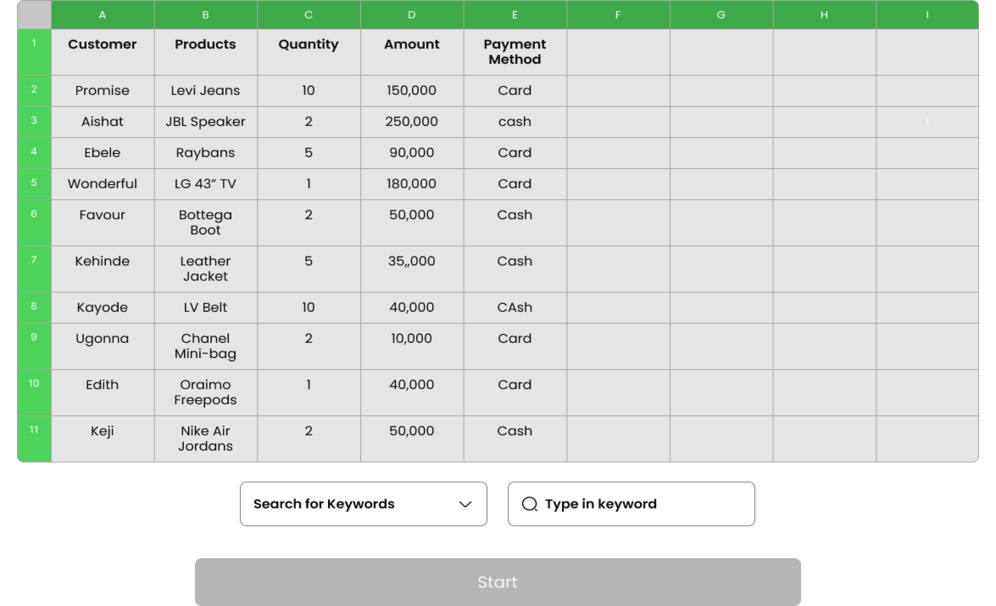 A B C D E F G H I
1 Customer Products Quantity Amount Payment
Method
2 Promise Levi Jeans 10 150,000 Card
3 Aishat JBL Speaker 2 250,000 cash
4 Ebele Raybans 5 90,000 Card
5 Wonderful LG 43” TV 1 180,000 Card
6 Favour Bottega 2 50,000 Cash
Boot
7 Kehinde Leather 5 35,,000 Cash
Jacket
8 Kayode LV Belt 10 40,000 CAsh
9 Ugonna Chanel 2 10,000 Card
Mini-bag
10 Edith Oraimo 1 40,000 Card
Freepods
11 Keji Nike Air 2 50,000 Cash
Jordans
Search for Keywords Type in keyword
Start